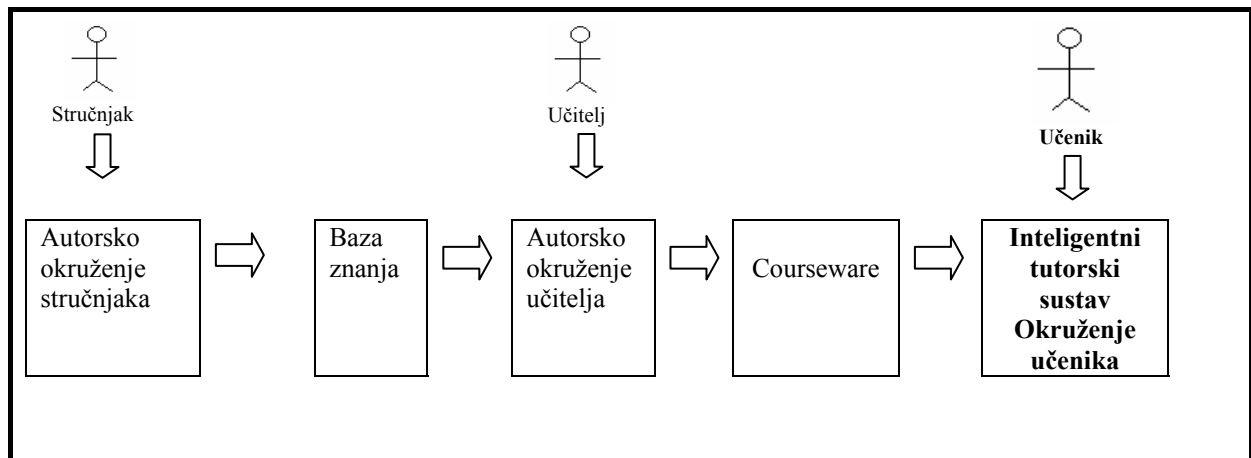 Stručnjak
Učitelj
Učenik
Autorsko
okruženje
stručnjaka
Baza
znanja
Autorsko
okruženje
učitelja
Courseware
Inteligentni
tutorski
sustav
Okruženje
učenika